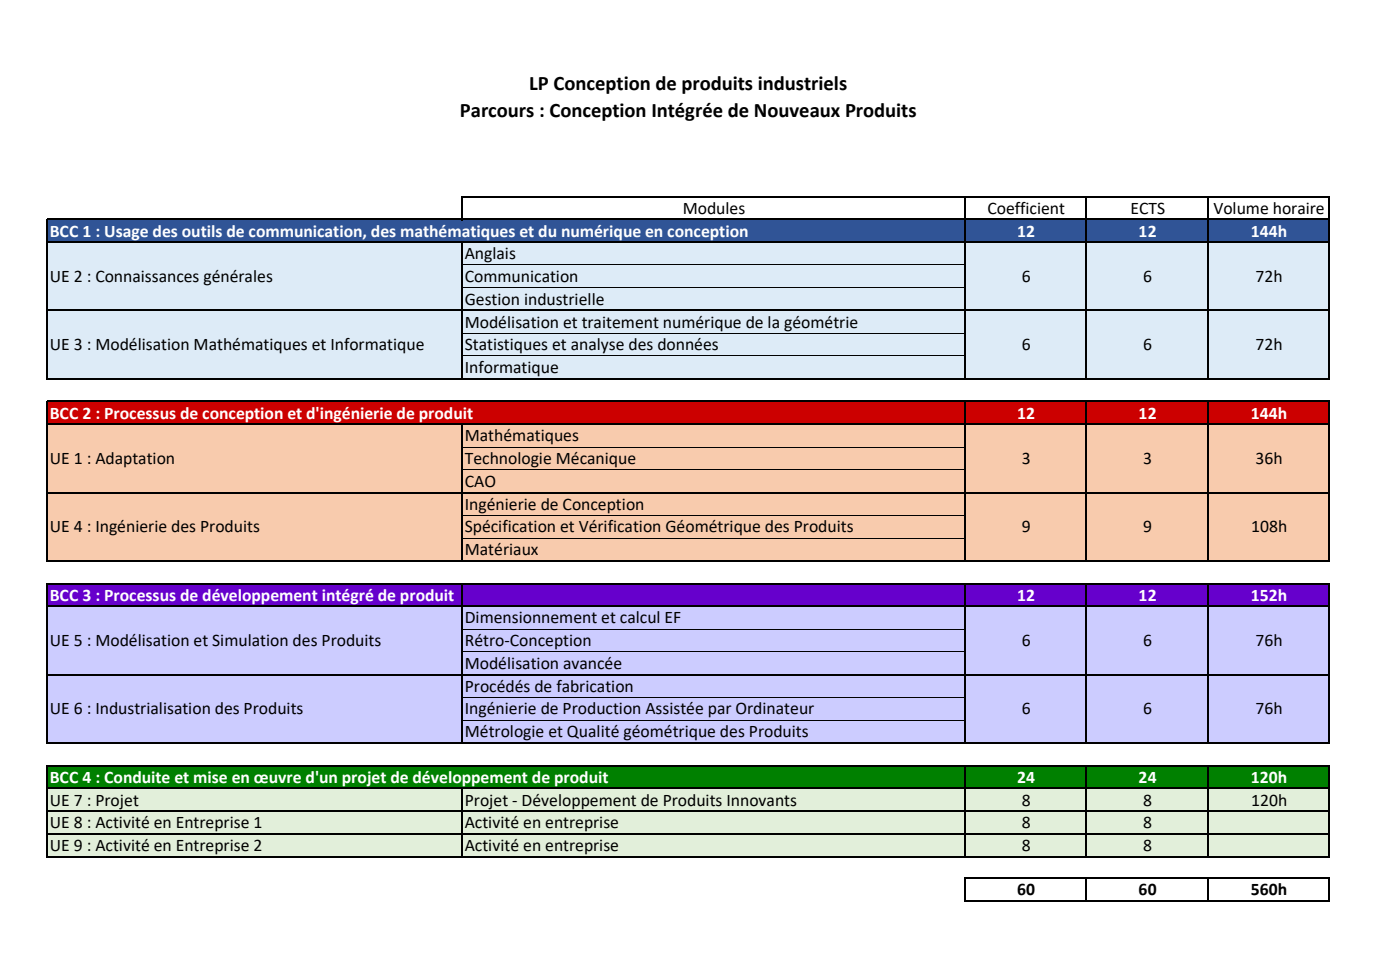 LP Conception de produits industriels
Parcours : Conception Intégrée de Nouveaux Produits
Modules Coefficient ECTS Volume horaire
BCC 1 : Usage des outils de communication, des mathématiques et du numérique en conception 12 12 144h
UE 2 : Connaissances générales 6 6 72h
Anglais
Communication
Gestion industrielle
UE 3 : Modélisation Mathématiques et Informatique 6 6 72h
Modélisation et traitement numérique de la géométrie
Statistiques et analyse des données
Informatique
BCC 2 : Processus de conception et d'ingénierie de produit 12 12 144h
UE 1 : Adaptation 3 3 36h
Mathématiques
Technologie Mécanique
CAO
UE 4 : Ingénierie des Produits 9 9 108h
Ingénierie de Conception
Spécification et Vérification Géométrique des Produits
Matériaux
BCC 3 : Processus de développement intégré de produit 12 12 152h
UE 5 : Modélisation et Simulation des Produits 6 6 76h
Dimensionnement et calcul EF
Rétro-Conception
Modélisation avancée
UE 6 : Industrialisation des Produits 6 6 76h
Procédés de fabrication
Ingénierie de Production Assistée par Ordinateur
Métrologie et Qualité géométrique des Produits
BCC 4 : Conduite et mise en œuvre d'un projet de développement de produit 24 24 120h
UE 7 : Projet Projet - Développement de Produits Innovants 8 8 120h
UE 8 : Activité en Entreprise 1 Activité en entreprise 8 8
UE 9 : Activité en Entreprise 2 Activité en entreprise 8 8
60 60 560h